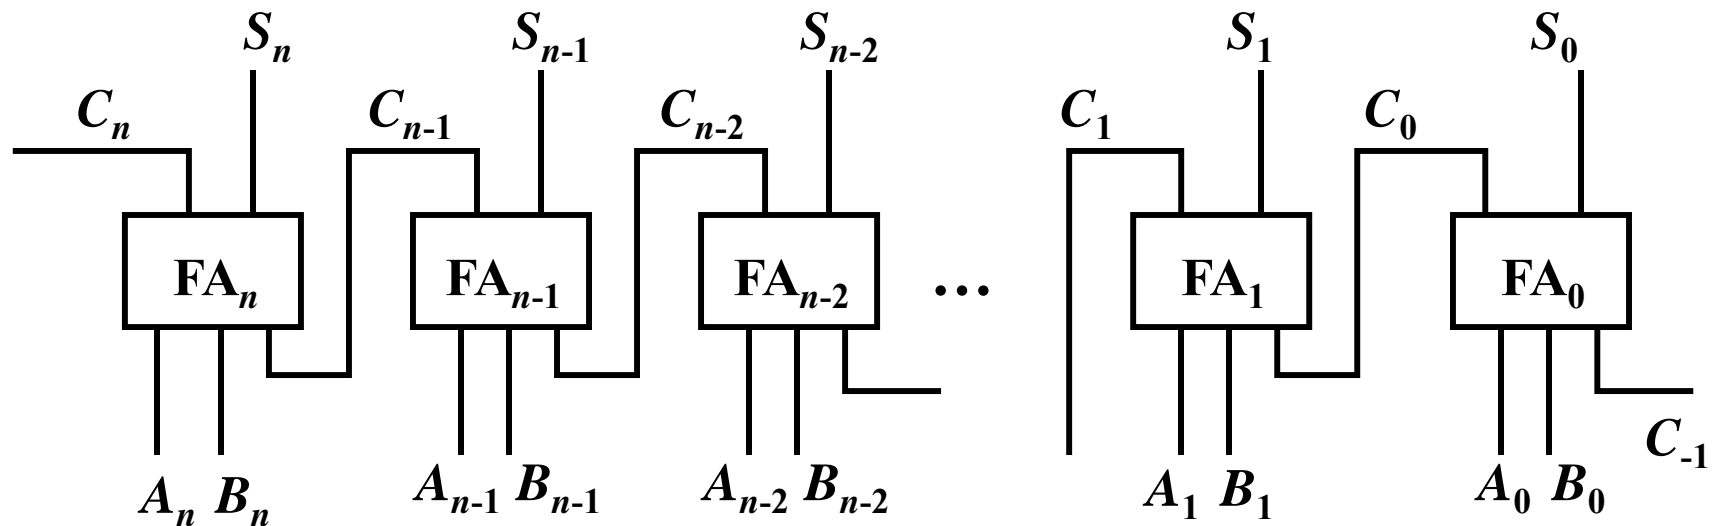 Sₙ Sₙ₋₁ Sₙ₋₂ S₁ S₀
Cₙ Cₙ₋₁ Cₙ₋₂ C₁ C₀
FAₙ FAₙ₋₁ FAₙ₋₂ … FA₁ FA₀
C₋₁
Aₙ Bₙ Aₙ₋₁ Bₙ₋₁ Aₙ₋₂ Bₙ₋₂ A₁ B₁ A₀ B₀